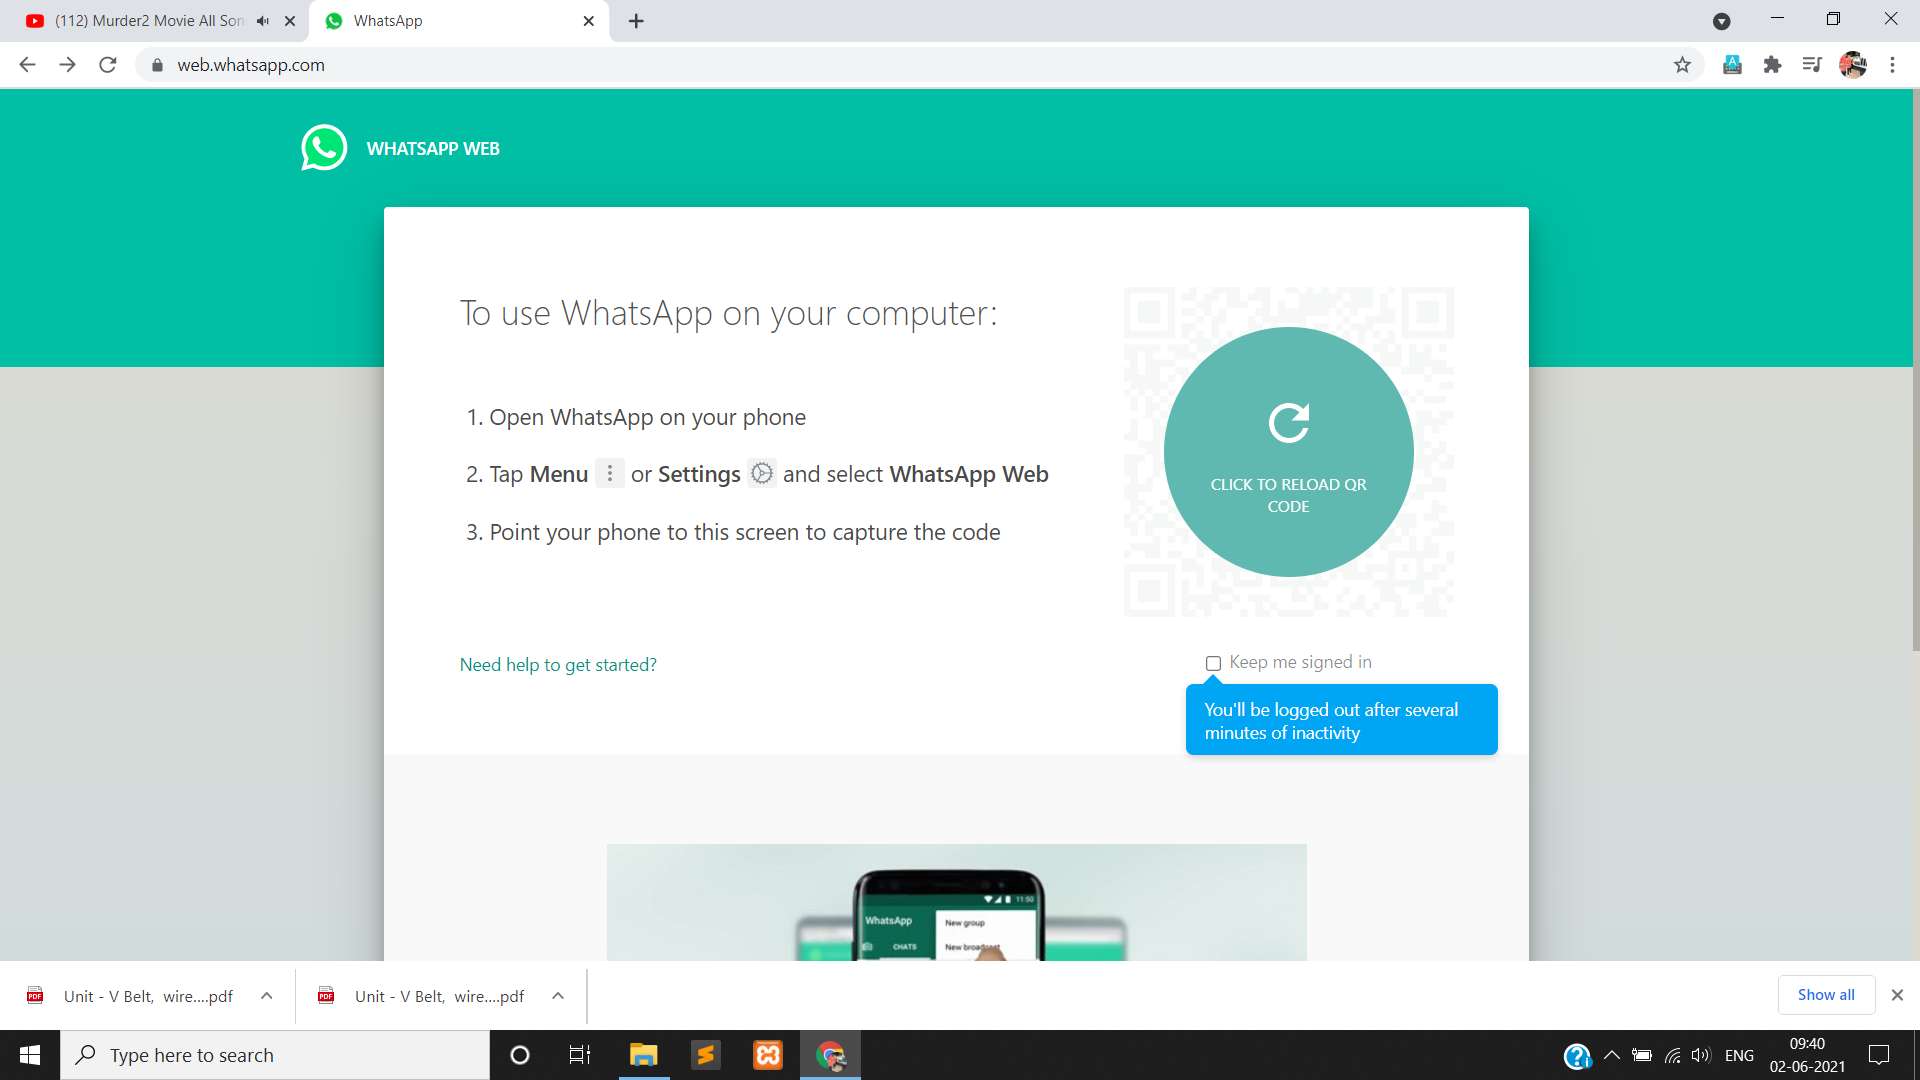 (112) Murder2 Movie All Son
WhatsApp
web.whatsapp.com
WHATSAPP WEB
To use WhatsApp on your computer:
1. Open WhatsApp on your phone
2. Tap Menu or Settings and select WhatsApp Web
3. Point your phone to this screen to capture the code
CLICK TO RELOAD QR
CODE
Need help to get started?
Keep me signed in
You'll be logged out after several
minutes of inactivity
11:50
WhatsApp
New group
CHATS
New broadcast
Unit - V Belt, wire....pdf
Unit - V Belt, wire....pdf
Show all
Type here to search
ENG
09:40
02-06-2021